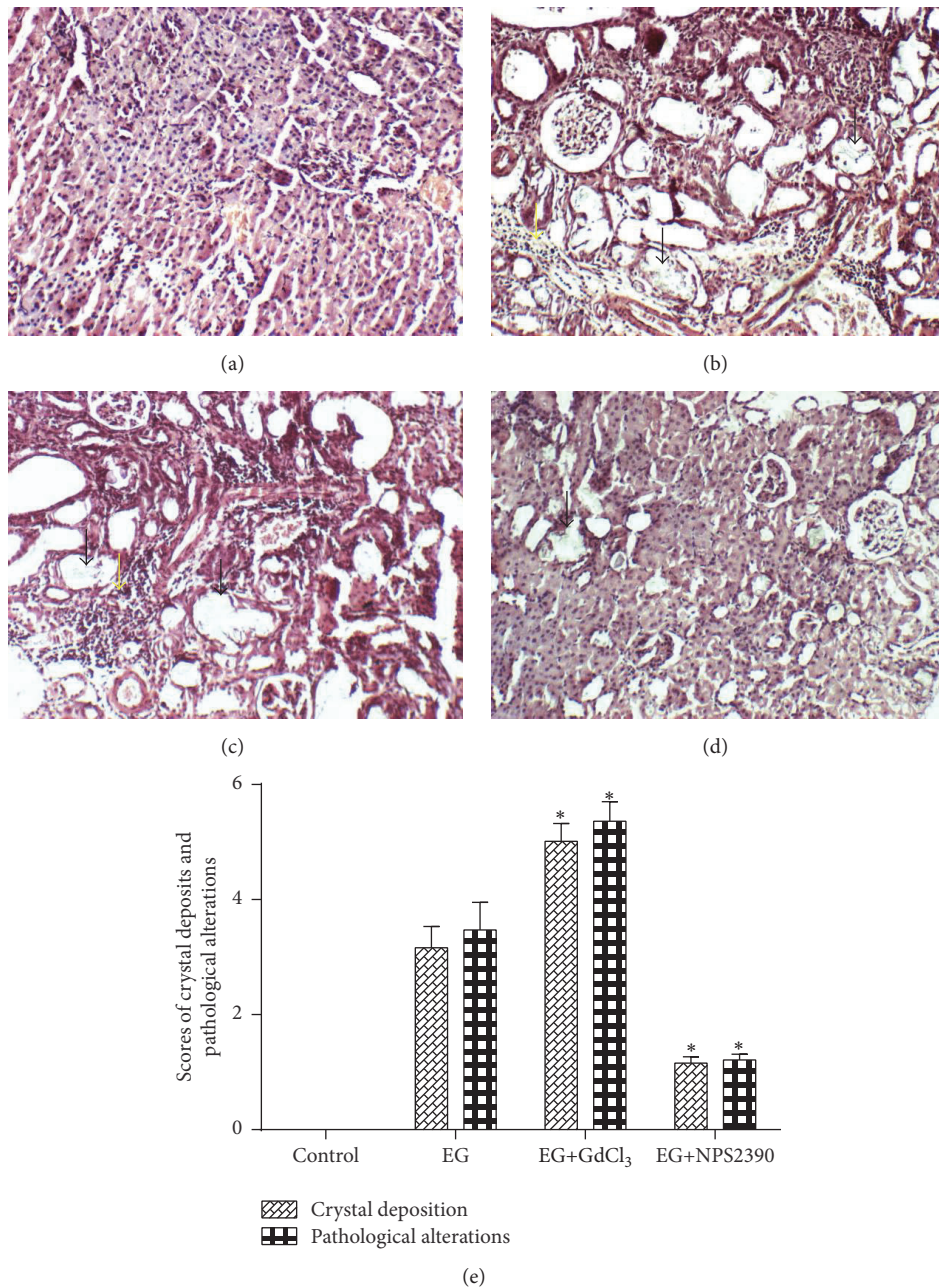 (a)
(b)
(c)
(d)
6
4
2
0
Scores of crystal deposits and
pathological alterations
*
*
*
*
Control
EG
EG+GdCl₃
EG+NPS2390
Crystal deposition
Pathological alterations
(e)